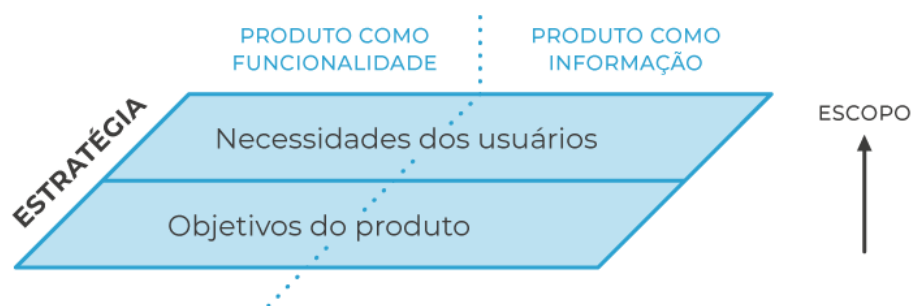 PRODUTO COMO
FUNCIONALIDADE
PRODUTO COMO
INFORMAÇÃO
ESTRATÉGIA
Necessidades dos usuários
Objetivos do produto
ESCOPO